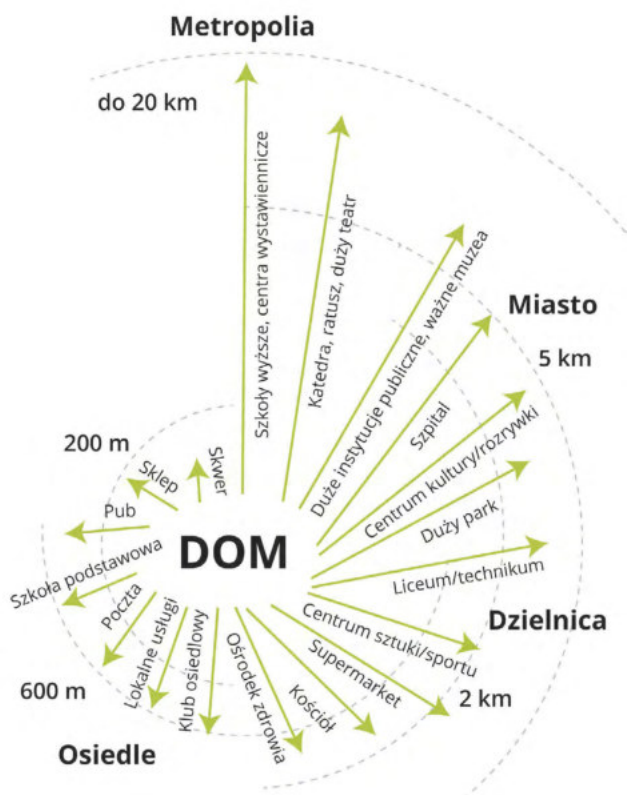 Metropolia
do 20 km
Szkoły wyższe, centra wystawiennicze
Katedra, ratusz, duży teatr
Duże instytucje publiczne, ważne muzea
Miasto
5 km
Szpital
Centrum kultury/rozrywki
Duży park
Liceum/technikum
Dzielnica
Centrum sztuki/sportu
2 km
Supermarket
Kościół
Ośrodek zdrowia
Klub osiedlowy
Lokalne usługi
Poczta
600 m
Osiedle
Szkoła podstawowa
Pub
Sklep
200 m
Skwer
DOM